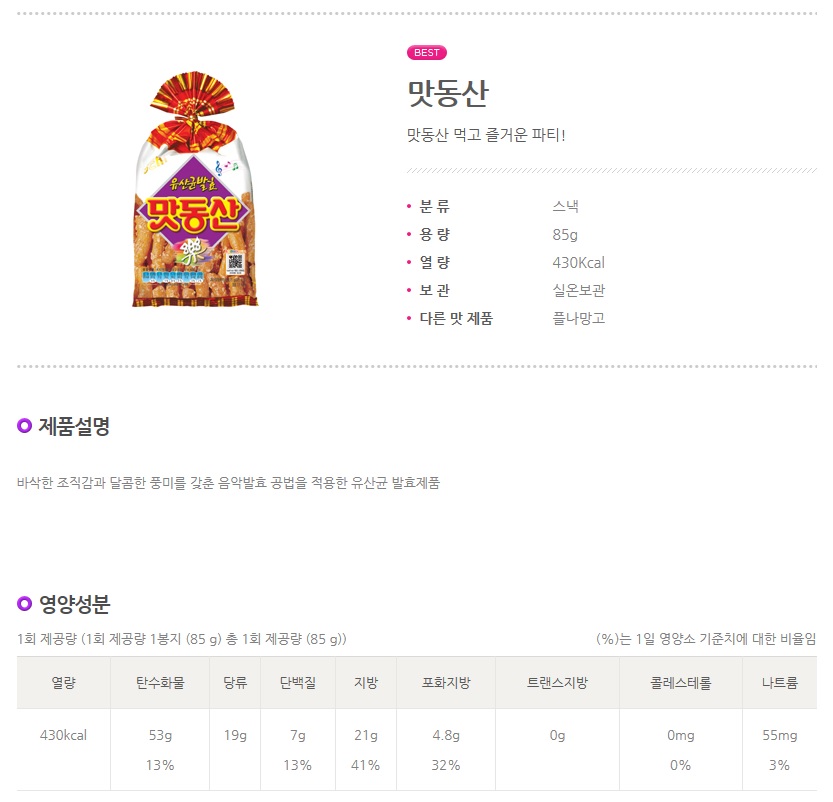 BEST
맛동산
맛동산 먹고 즐거운 파티!
유산균발효
맛동산
樂
분 류 스낵
용 량 85g
열 량 430Kcal
보 관 실온보관
다른 맛 제품 플나망고
제품설명
바삭한 조직감과 달콤한 풍미를 갖춘 음악발효 공법을 적용한 유산균 발효제품
영양성분
1회 제공량 (1회 제공량 1봉지 (85 g) 총 1회 제공량 (85 g)) (%)는 1일 영양소 기준치에 대한 비율임
열량 탄수화물 당류 단백질 지방 포화지방 트랜스지방 콜레스테롤 나트륨
430kcal 53g 19g 7g 21g 4.8g 0g 0mg 55mg
13% 13% 41% 32% 0% 3%